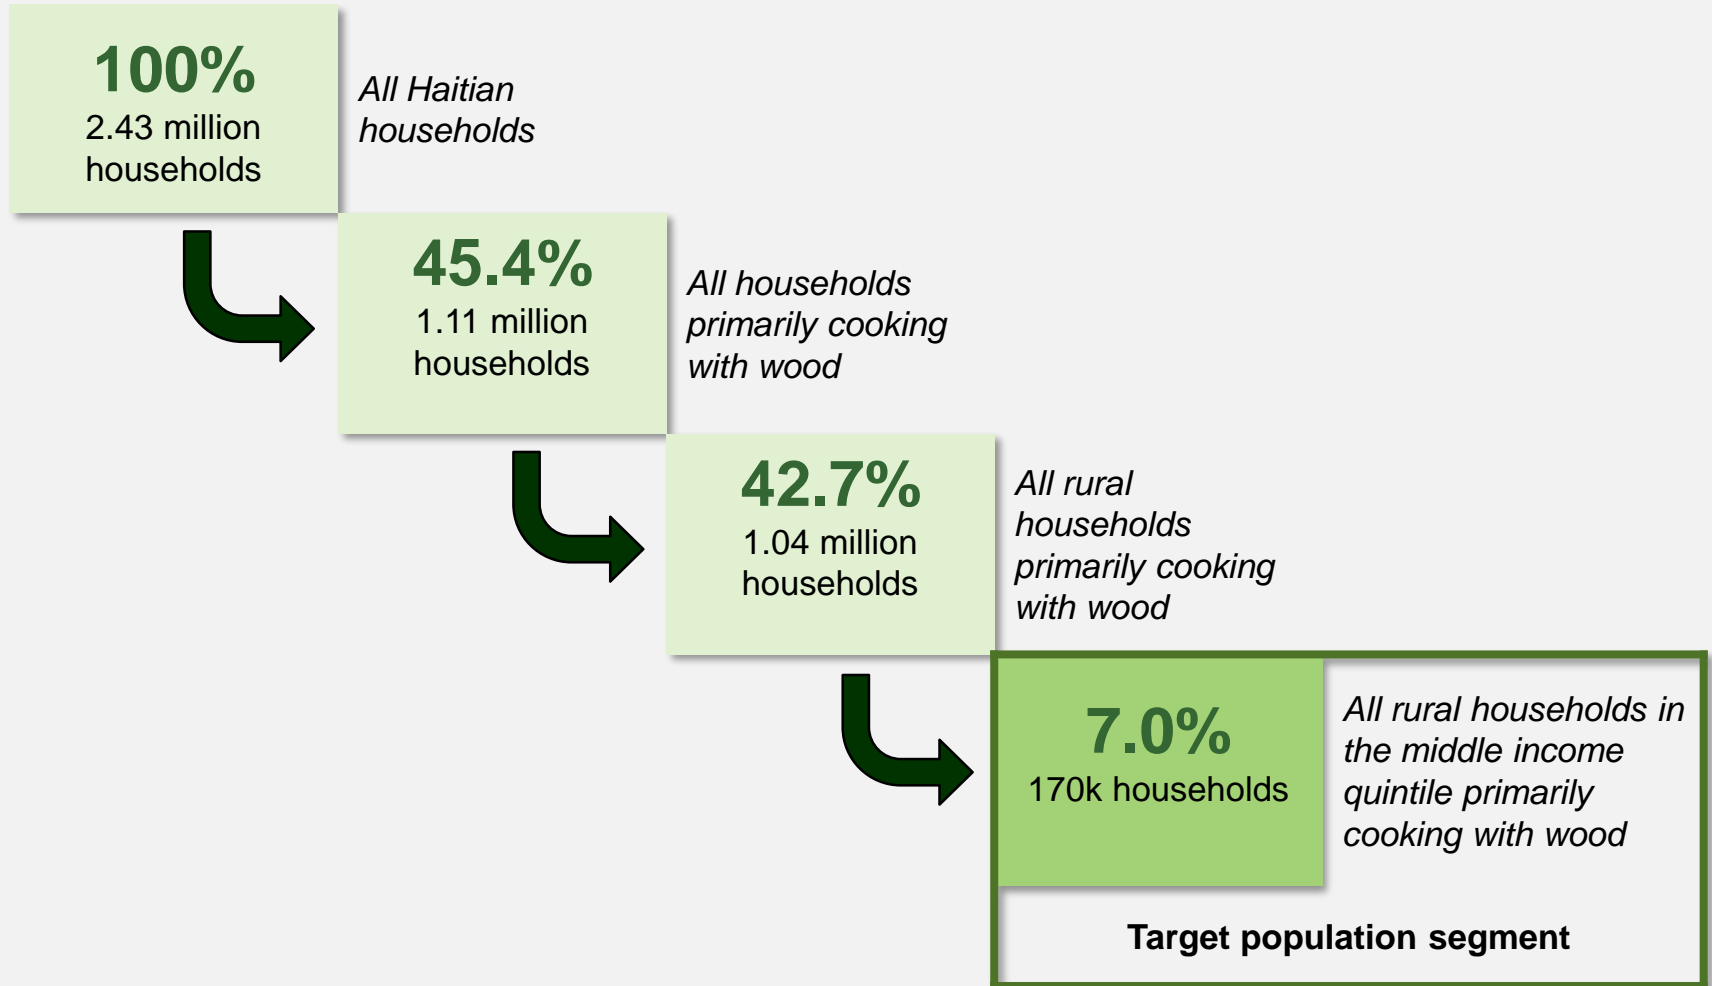 100%
2.43 million
households
All Haitian
households
45.4%
1.11 million
households
All households
primarily cooking
with wood
42.7%
1.04 million
households
All rural
households
primarily cooking
with wood
7.0%
170k households
All rural households in
the middle income
quintile primarily
cooking with wood
Target population segment